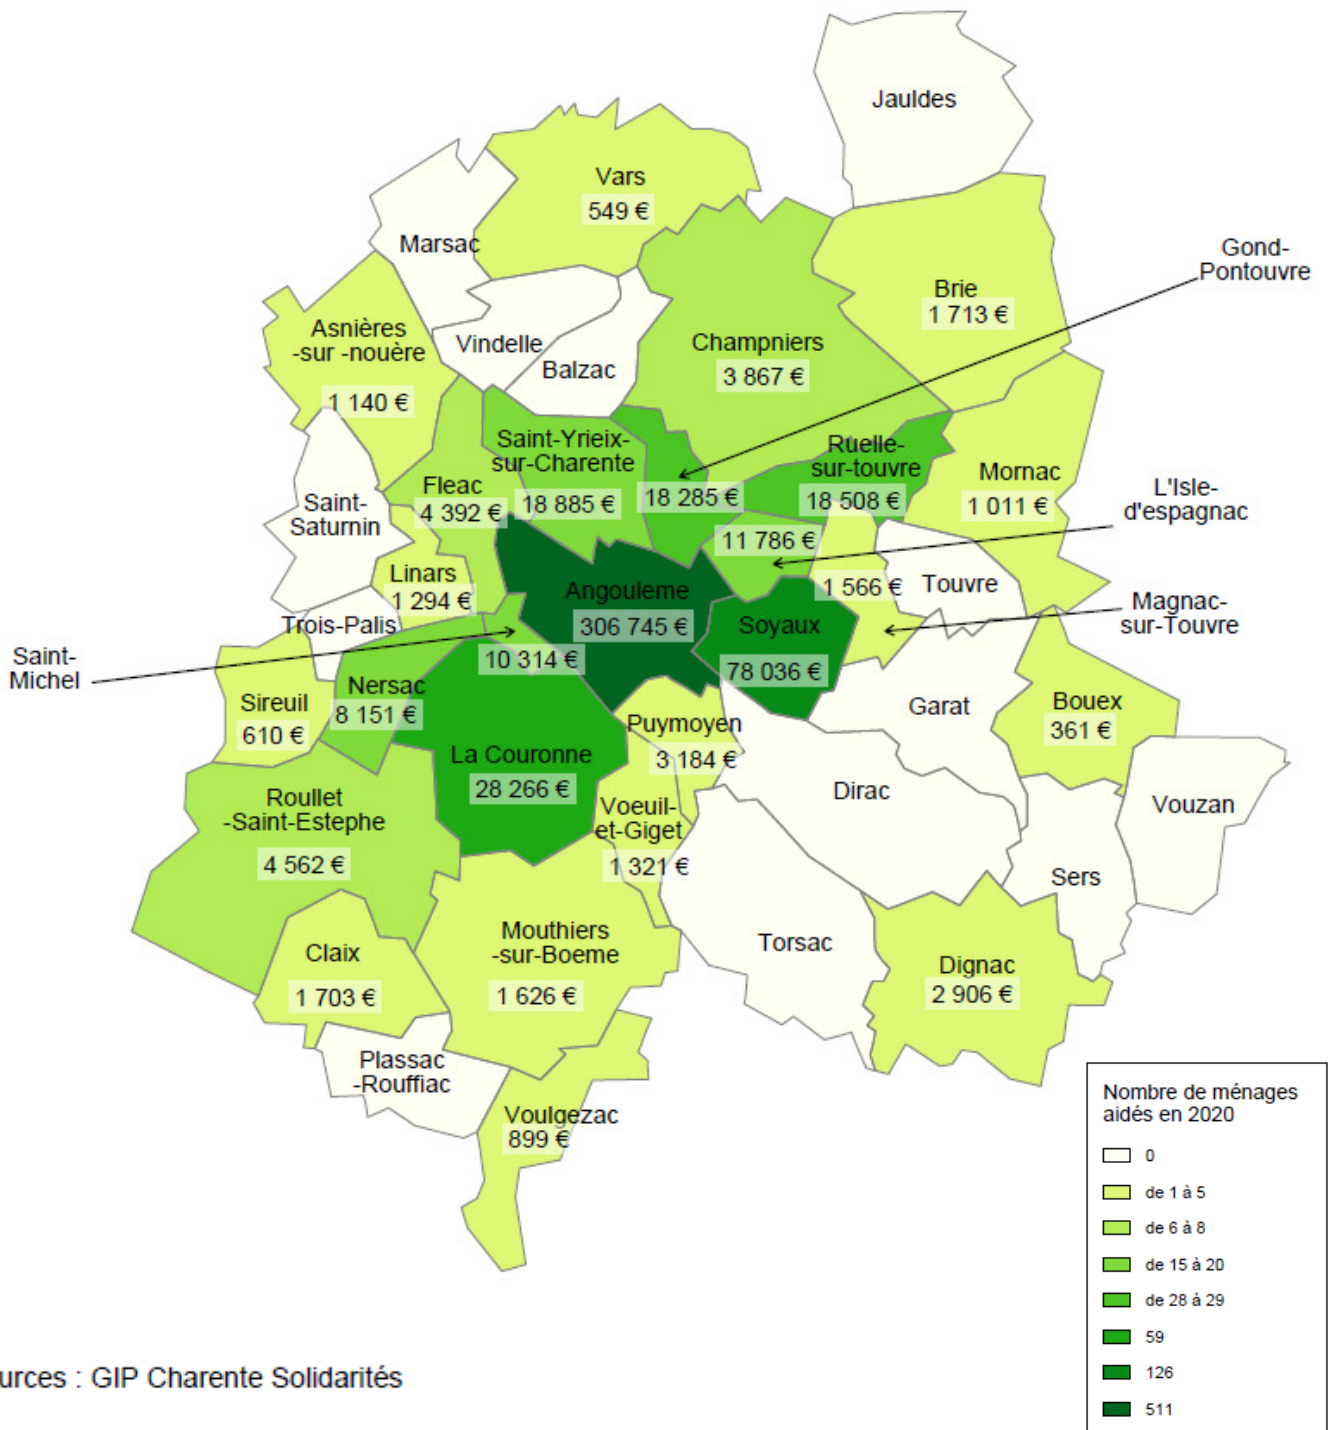 Jauldes
Vars
549 €
Marsac
Gond-
Pontouvre
Brie
1 713 €
Asnières
-sur -nouère
1 140 €
Vindelle
Balzac
Champniers
3 867 €
Saint-Yrieix-
sur-Charente
18 885 €
18 285 €
Ruelle-
sur-touvre
18 508 €
Mornac
1 011 €
L'Isle-
d'espagnac
Fleac
4 392 €
Saint-
Saturnin
11 786 €
Linars
1 294 €
Angouleme
306 745 €
1 566 €
Touvre
Magnac-
sur-Touvre
Trois-Palis
Soyaux
78 036 €
Saint-
Michel
10 314 €
Sireuil
610 €
Nersac
8 151 €
Puymoyen
3 184 €
Garat
Bouex
361 €
La Couronne
28 266 €
Dirac
Vouzan
Roullet
-Saint-Estephe
4 562 €
Voeuil-
et-Giget
1 321 €
Sers
Claix
1 703 €
Mouthiers
-sur-Boeme
1 626 €
Torsac
Dignac
2 906 €
Plassac
-Rouffiac
Voulgezac
899 €
Nombre de ménages
aidés en 2020
0
de 1 à 5
de 6 à 8
de 15 à 20
de 28 à 29
59
126
511
urces : GIP Charente Solidarités